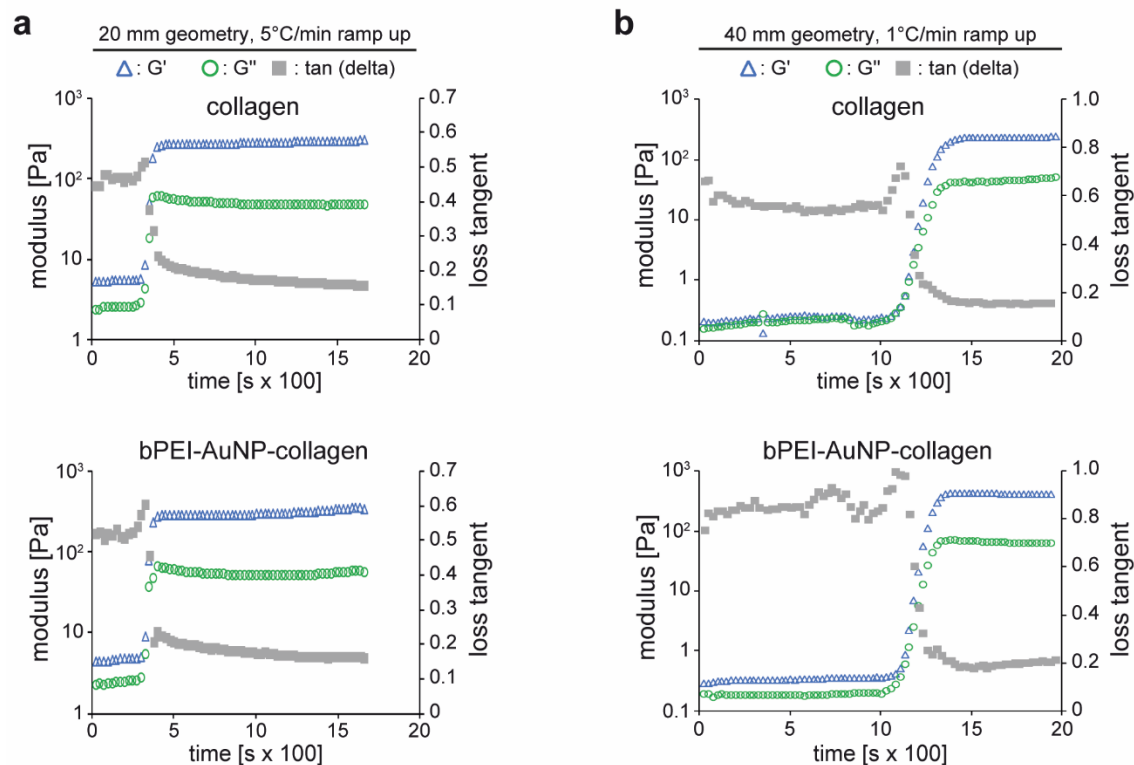 a
20 mm geometry, 5°C/min ramp up
: G' : G" : tan (delta)
collagen
modulus [Pa]
10³
10²
10
1
loss tangent
0.7
0.6
0.5
0.4
0.3
0.2
0.1
0
0 5 10 15 20
time [s x 100]
bPEI-AuNP-collagen
modulus [Pa]
10³
10²
10
1
loss tangent
0.7
0.6
0.5
0.4
0.3
0.2
0.1
0
0 5 10 15 20
time [s x 100]
b
40 mm geometry, 1°C/min ramp up
: G' : G" : tan (delta)
collagen
modulus [Pa]
10³
10²
10
1
0.1
loss tangent
1.0
0.8
0.6
0.4
0.2
0
0 5 10 15 20
time [s x 100]
bPEI-AuNP-collagen
modulus [Pa]
10³
10²
10
1
0.1
loss tangent
1.0
0.8
0.6
0.4
0.2
0
0 5 10 15 20
time [s x 100]